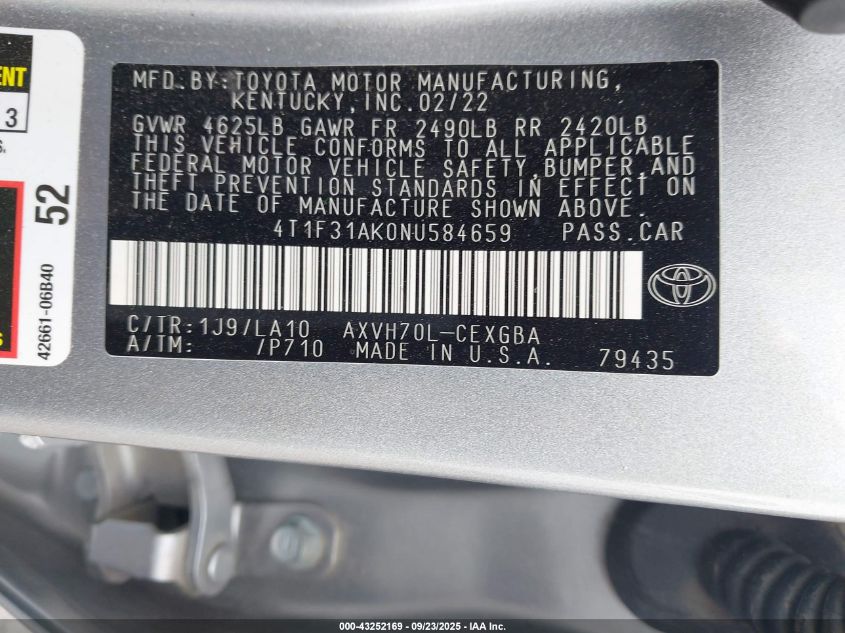 ENT
3
S.
52
42661-06B40
s
MFD.BY:TOYOTA MOTOR MANUFACTURING,
KENTUCKY,INC.02/22
GVWR 4625LB GAWR FR 2490LB RR 2420LB
THIS VEHICLE CONFORMS TO ALL APPLICABLE
FEDERAL MOTOR VEHICLE SAFETY,BUMPER,AND
THEFT PREVENTION STANDARDS IN EFFECT ON
THE DATE OF MANUFACTURE SHOWN ABOVE.
4T1F31AK0NU584659 PASS.CAR
C/TR:1J9/LA10 AXVH70L-CEXGBA
A/TM: /P710 MADE IN U.S.A. 79435
000-43252169 - 09/23/2025 - IAA Inc.